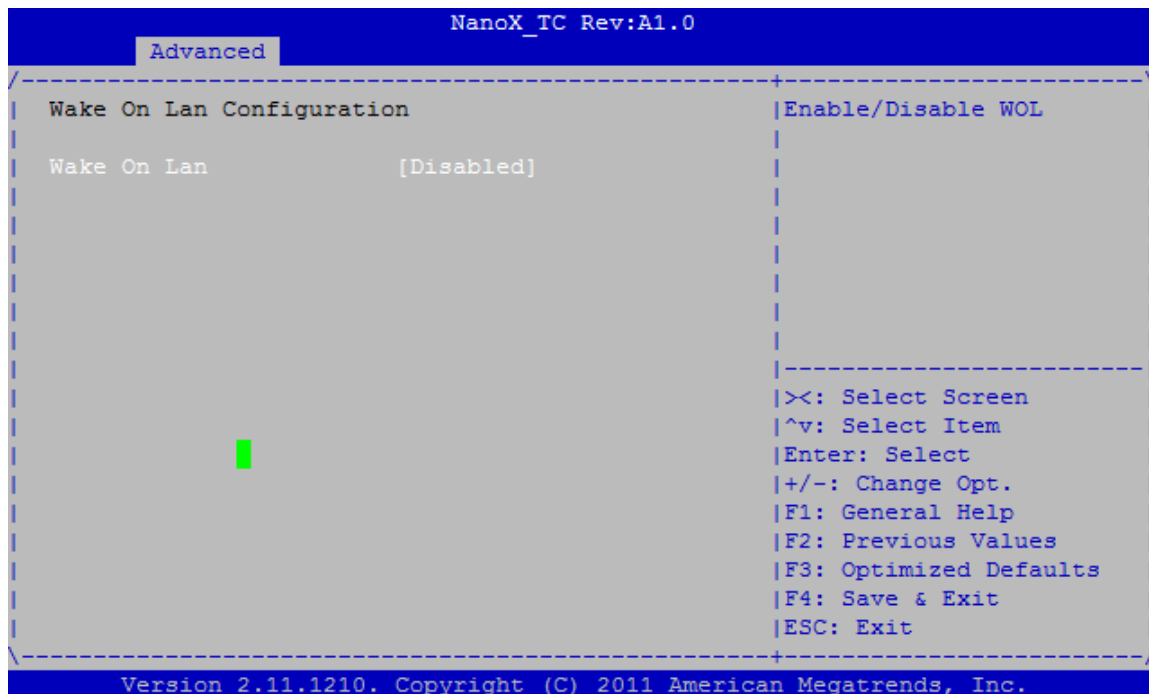 NanoX_TC Rev:A1.0
Advanced
Wake On Lan Configuration
Enable/Disable WOL
Wake On Lan [Disabled]
><: Select Screen
^v: Select Item
Enter: Select
+/-: Change Opt.
F1: General Help
F2: Previous Values
F3: Optimized Defaults
F4: Save & Exit
ESC: Exit
Version 2.11.1210. Copyright (C) 2011 American Megatrends, Inc.